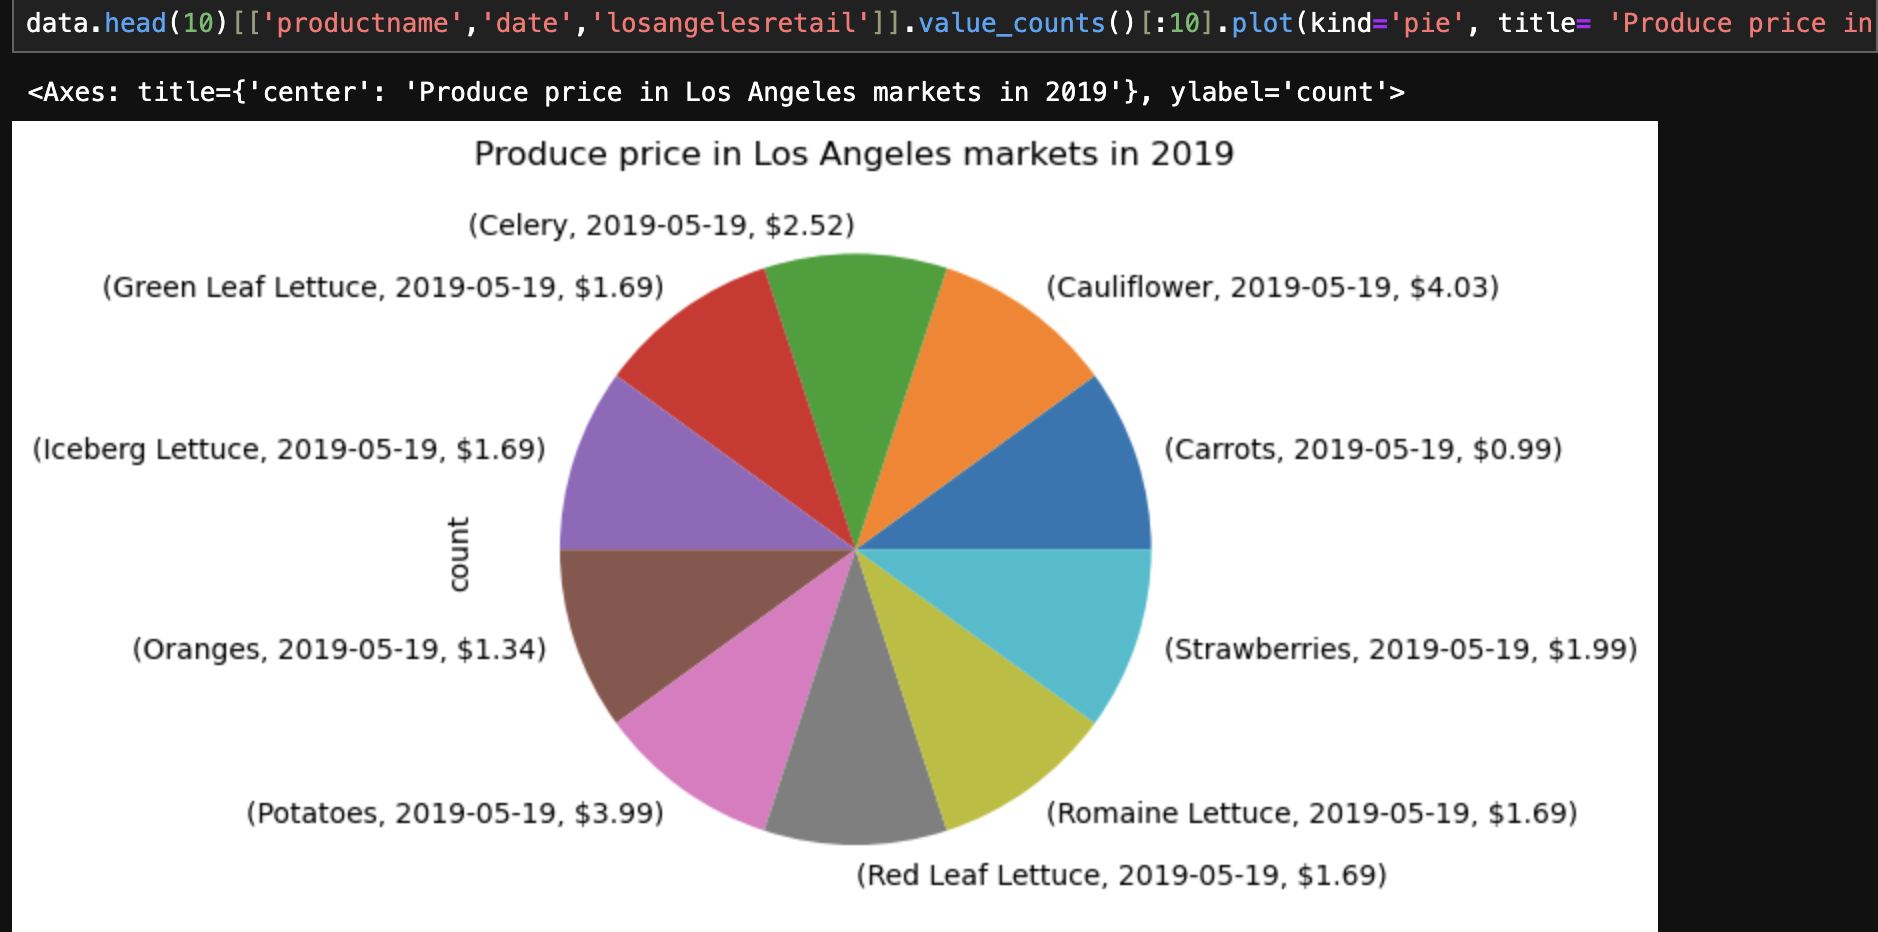 data.head(10)[['productname','date','losangelesretail']].value_counts()[:10].plot(kind='pie', title= 'Produce price in
<Axes: title={'center': 'Produce price in Los Angeles markets in 2019'}, ylabel='count'>
Produce price in Los Angeles markets in 2019
(Celery, 2019-05-19, $2.52)
(Green Leaf Lettuce, 2019-05-19, $1.69)
(Cauliflower, 2019-05-19, $4.03)
(Iceberg Lettuce, 2019-05-19, $1.69)
(Carrots, 2019-05-19, $0.99)
count
(Oranges, 2019-05-19, $1.34)
(Strawberries, 2019-05-19, $1.99)
(Potatoes, 2019-05-19, $3.99)
(Romaine Lettuce, 2019-05-19, $1.69)
(Red Leaf Lettuce, 2019-05-19, $1.69)